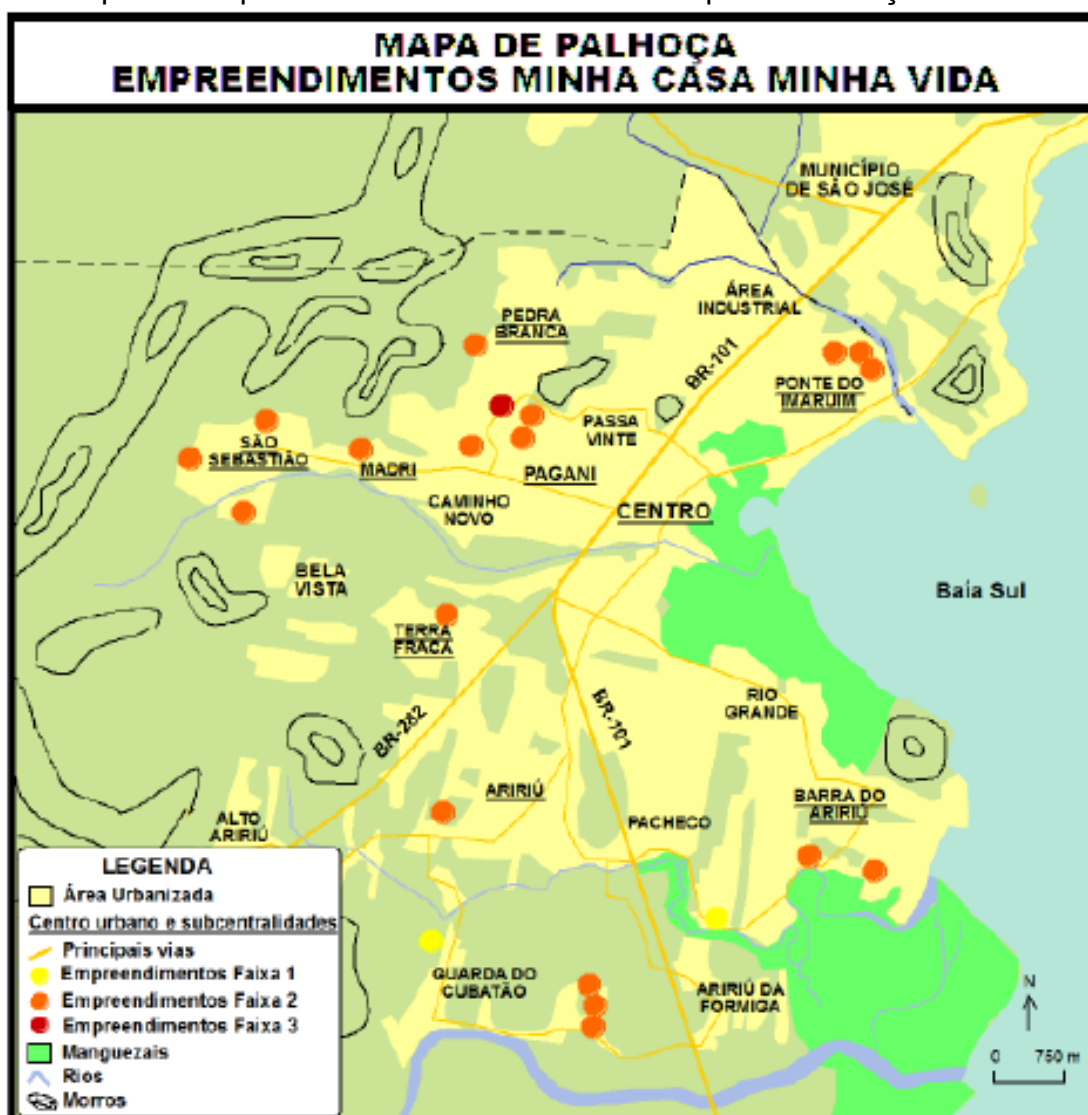 MAPA DE PALHOÇA
EMPREENDIMENTOS MINHA CASA MINHA VIDA
MUNICÍPIO
DE SÃO JOSÉ
ÁREA
INDUSTRIAL
PEDRA
BRANCA
BR-101
PONTE DO
IMARUIM
PASSA
VINTE
SÃO
SEBASTIÃO
MADRI
PAGANI
CAMINHO
NOVO
CENTRO
BELA
VISTA
Baía Sul
TERRA
FRACA
RIO
GRANDE
BR-282
BR-101
ARIRIÚ
BARRA DO
ARIRIÚ
ALTO
ARIRIÚ
PACHECO
GUARDA DO
CUBATÃO
ARIRIÚ DA
FORMIGA
N
0 750 m
LEGENDA
Área Urbanizada
Centro urbano e subcentralidades
Principais vias
Empreendimentos Faixa 1
Empreendimentos Faixa 2
Empreendimentos Faixa 3
Manguezais
Rios
Morros